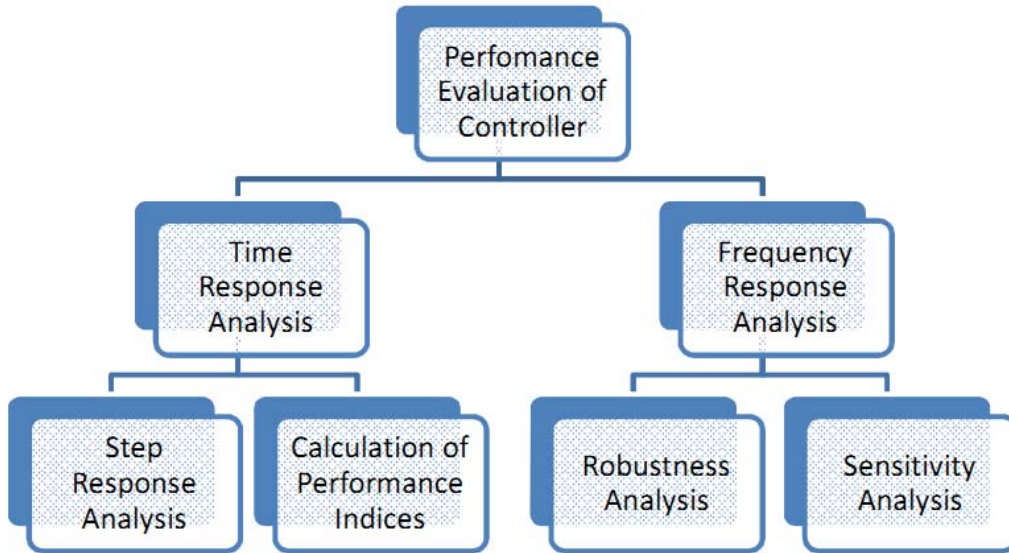 Perfomance
Evaluation of
Controller
Time
Response
Analysis
Frequency
Response
Analysis
Step
Response
Analysis
Calculation of
Performance
Indices
Robustness
Analysis
Sensitivity
Analysis